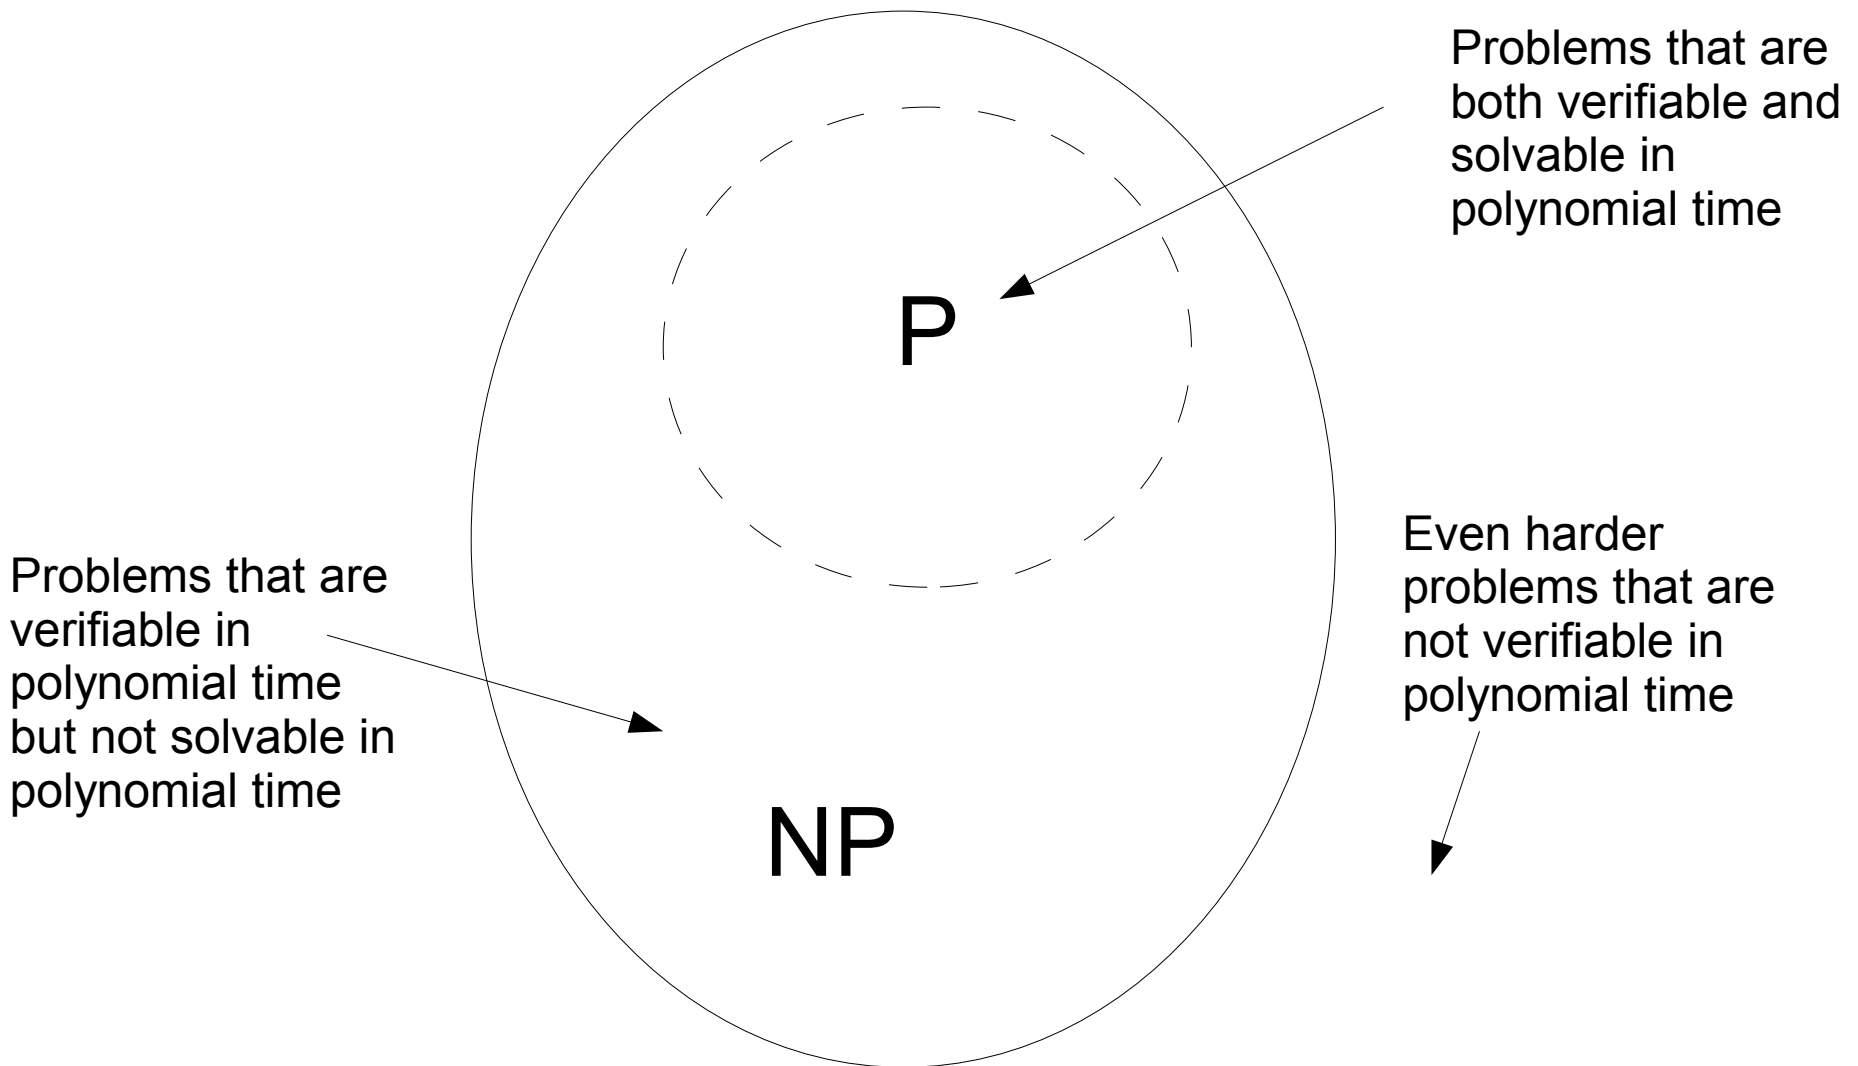 Problems that are
both verifiable and
solvable in
polynomial time
P
Even harder
problems that are
not verifiable in
polynomial time
Problems that are
verifiable in
polynomial time
but not solvable in
polynomial time
NP